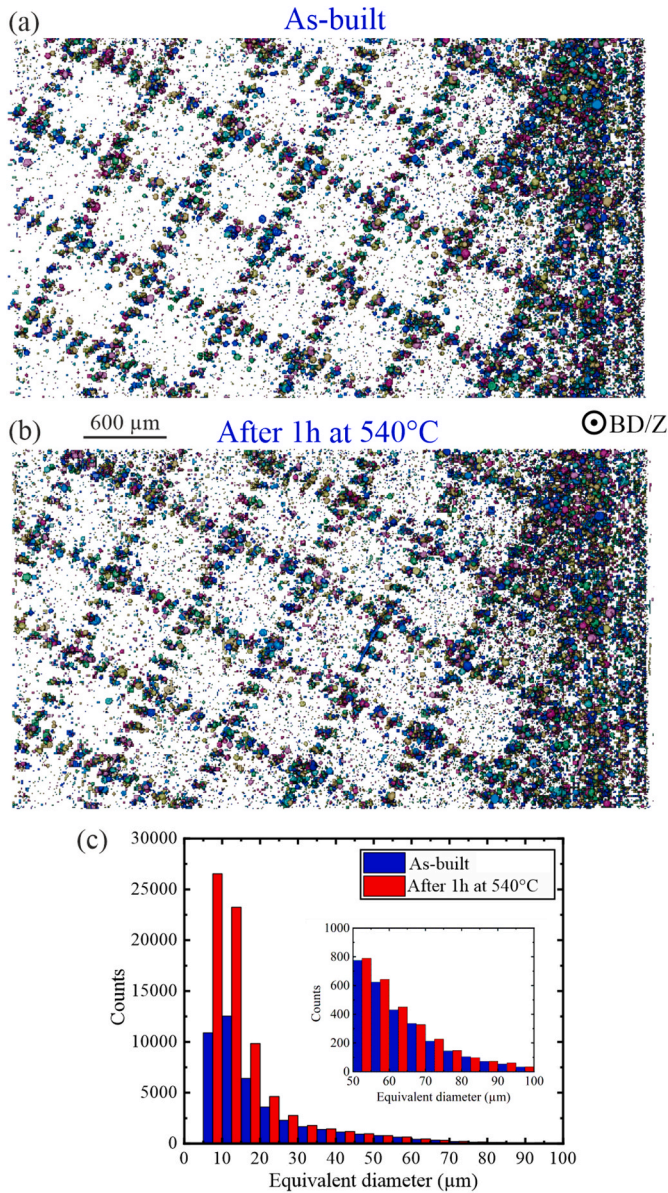 (a) As-built
(b) 600 µm After 1h at 540°C BD/Z
(c)
30000
25000
20000
15000
10000
5000
0
Counts
As-built
After 1h at 540°C
1000
800
600
400
200
0
Counts
50 60 70 80 90 100
Equivalent diameter (µm)
0 10 20 30 40 50 60 70 80 90 100
Equivalent diameter (µm)